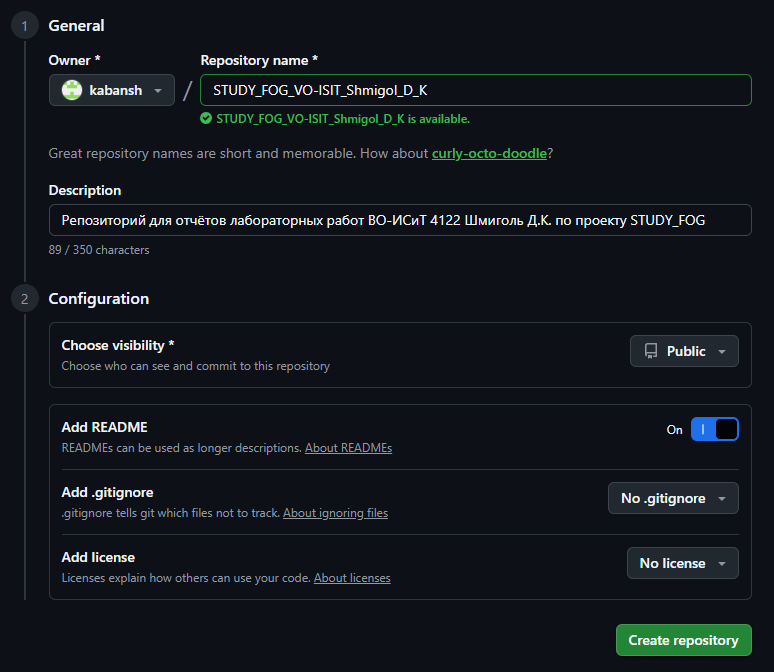 1 General
Owner * Repository name *
kabansh / STUDY_FOG_VO-ISIT_Shmigol_D_K
STUDY_FOG_VO-ISIT_Shmigol_D_K is available.
Great repository names are short and memorable. How about curly-octo-doodle?
Description
Репозиторий для отчётов лабораторных работ ВО-ИСиТ 4122 Шмиголь Д.К. по проекту STUDY_FOG
89 / 350 characters
2 Configuration
Choose visibility *
Public
Choose who can see and commit to this repository
Add README
On
READMEs can be used as longer descriptions. About READMEs
Add .gitignore
No .gitignore
.gitignore tells git which files not to track. About ignoring files
Add license
No license
Licenses explain how others can use your code. About licenses
Create repository